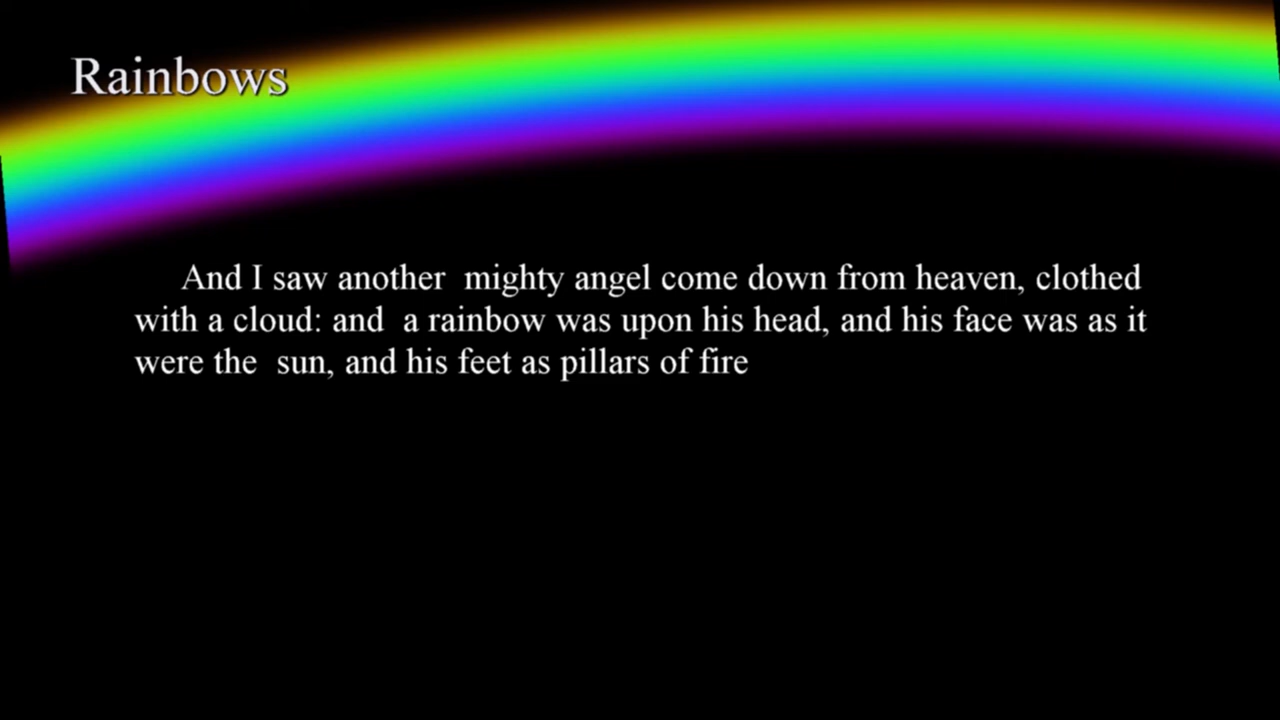 Rainbows
And I saw another  mighty angel come down from heaven, clothed
with a cloud: and  a rainbow was upon his head, and his face was as it
were the  sun, and his feet as pillars of fire